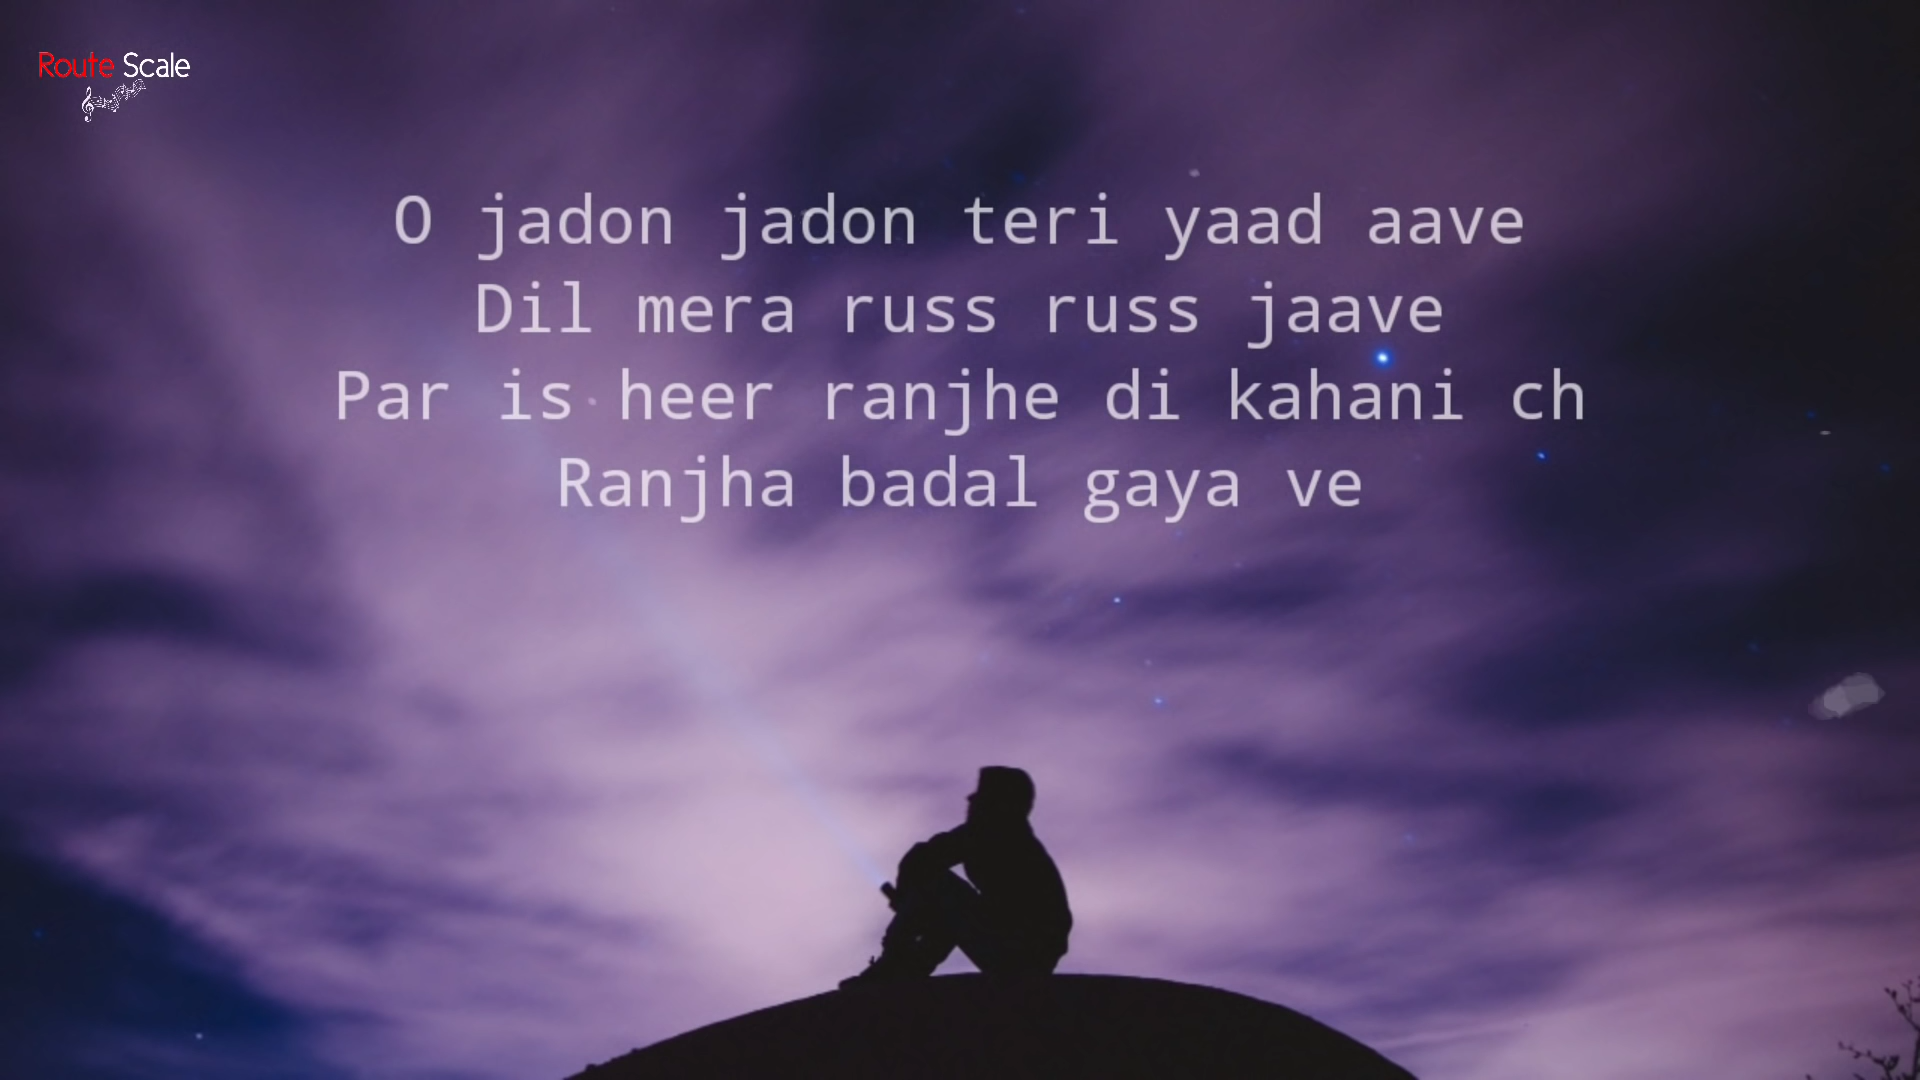 Route Scale
O jadon jadon teri yaad aave
Dil mera russ russ jaave
Par is heer ranjhe di kahani ch
Ranjha badal gaya ve